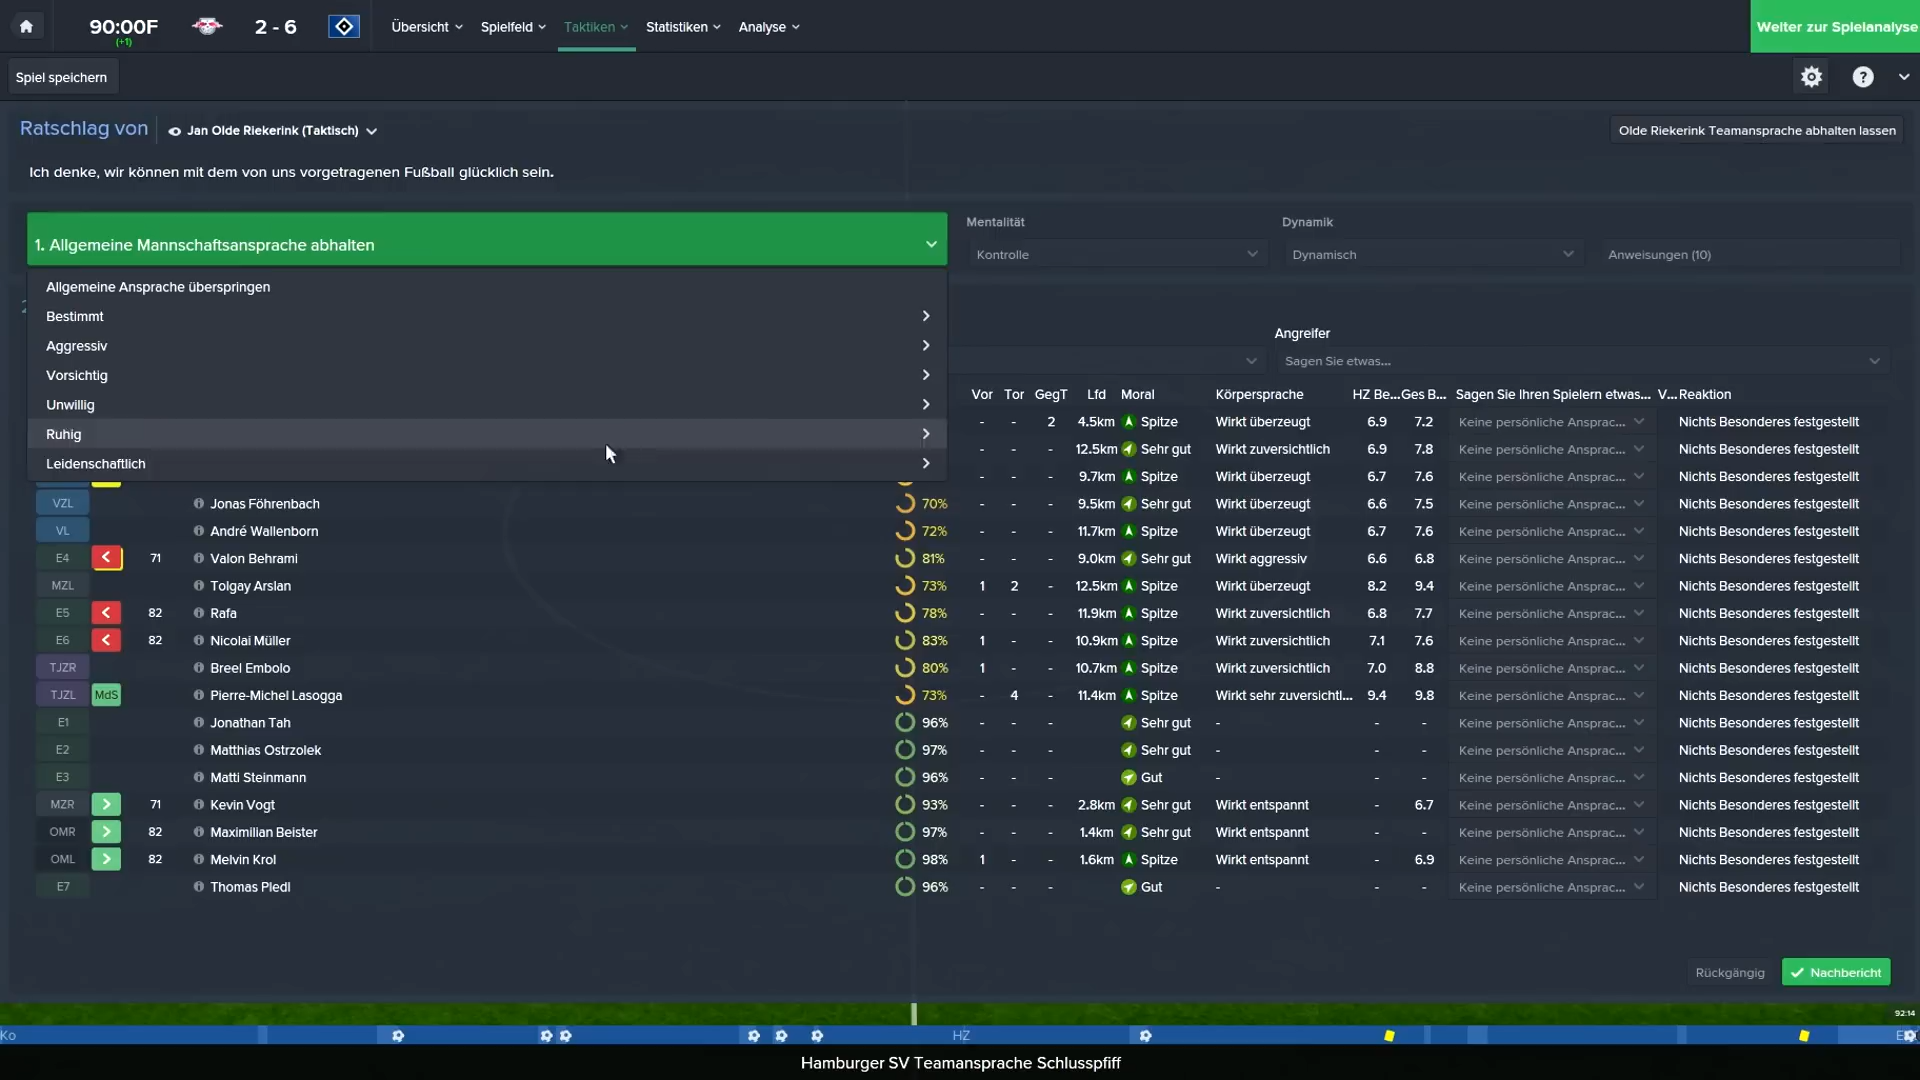 90:00F
(+1)
2 - 6
Übersicht
Spielfeld
Taktiken
Statistiken
Analyse
Weiter zur Spielanalyse
Spiel speichern
?
Ratschlag von
Jan Olde Riekerink (Taktisch)
Olde Riekerink Teamansprache abhalten lassen
Ich denke, wir können mit dem von uns vorgetragenen Fußball glücklich sein.
1. Allgemeine Mannschaftsansprache abhalten
Mentalität
Dynamik
Kontrolle
Dynamisch
Anweisungen (10)
Allgemeine Ansprache überspringen
Bestimmt
Aggressiv
Vorsichtig
Unwillig
Ruhig
Leidenschaftlich
Angreifer
Sagen Sie etwas...
Vor Tor GegT Lfd Moral Körpersprache HZ Be... Ges B... Sagen Sie Ihren Spielern etwas... V... Reaktion
- - 2 4.5km Spitze Wirkt überzeugt 6.9 7.2 Keine persönliche Ansprac... Nichts Besonderes festgestellt
- - - 12.5km Sehr gut Wirkt zuversichtlich 6.9 7.8 Keine persönliche Ansprac... Nichts Besonderes festgestellt
- - - 9.7km Spitze Wirkt überzeugt 6.7 7.6 Keine persönliche Ansprac... Nichts Besonderes festgestellt
VZL Jonas Föhrenbach 70% - - - 9.5km Sehr gut Wirkt überzeugt 6.6 7.5 Keine persönliche Ansprac... Nichts Besonderes festgestellt
VL André Wallenborn 72% - - - 11.7km Spitze Wirkt überzeugt 6.7 7.6 Keine persönliche Ansprac... Nichts Besonderes festgestellt
E4 71 Valon Behrami 81% - - - 9.0km Sehr gut Wirkt aggressiv 6.6 6.8 Keine persönliche Ansprac... Nichts Besonderes festgestellt
MZL Tolgay Arslan 73% 1 2 - 12.5km Spitze Wirkt überzeugt 8.2 9.4 Keine persönliche Ansprac... Nichts Besonderes festgestellt
E5 82 Rafa 78% - - - 11.9km Spitze Wirkt zuversichtlich 6.8 7.7 Keine persönliche Ansprac... Nichts Besonderes festgestellt
E6 82 Nicolai Müller 83% 1 - - 10.9km Spitze Wirkt zuversichtlich 7.1 7.6 Keine persönliche Ansprac... Nichts Besonderes festgestellt
TJZR Breel Embolo 80% 1 - - 10.7km Spitze Wirkt zuversichtlich 7.0 8.8 Keine persönliche Ansprac... Nichts Besonderes festgestellt
TJZL MdS Pierre-Michel Lasogga 73% - 4 - 11.4km Spitze Wirkt sehr zuversichtl... 9.4 9.8 Keine persönliche Ansprac... Nichts Besonderes festgestellt
E1 Jonathan Tah 96% - - - Sehr gut - - - Keine persönliche Ansprac... Nichts Besonderes festgestellt
E2 Matthias Ostrzolek 97% - - - Sehr gut - - - Keine persönliche Ansprac... Nichts Besonderes festgestellt
E3 Matti Steinmann 96% - - - Gut - - - Keine persönliche Ansprac... Nichts Besonderes festgestellt
MZR 71 Kevin Vogt 93% - - - 2.8km Sehr gut Wirkt entspannt - 6.7 Keine persönliche Ansprac... Nichts Besonderes festgestellt
OMR 82 Maximilian Beister 97% - - - 1.4km Sehr gut Wirkt entspannt - - Keine persönliche Ansprac... Nichts Besonderes festgestellt
OML 82 Melvin Krol 98% 1 - - 1.6km Spitze Wirkt entspannt - 6.9 Keine persönliche Ansprac... Nichts Besonderes festgestellt
E7 Thomas Pledl 96% - - - Gut - - - Keine persönliche Ansprac... Nichts Besonderes festgestellt
Rückgängig
Nachbericht
92:14
Ko
HZ
Hamburger SV Teamansprache Schlusspfiff